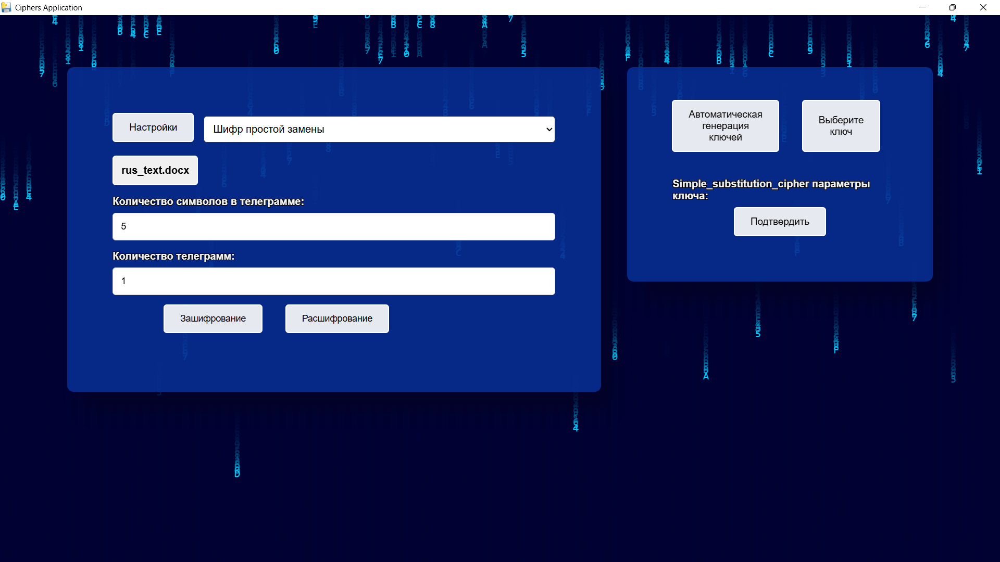 Ciphers Application
Настройки
Шифр простой замены
rus_text.docx
Количество символов в телеграмме:
5
Количество телеграмм:
1
Зашифрование
Расшифрование
Автоматическая
генерация
ключей
Выберите
ключ
Simple_substitution_cipher параметры
ключа:
Подтвердить